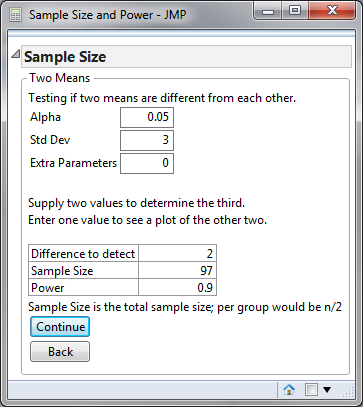 Sample Size and Power - JMP
Sample Size
Two Means
Testing if two means are different from each other.
Alpha 0.05
Std Dev 3
Extra Parameters 0
Supply two values to determine the third.
Enter one value to see a plot of the other two.
Difference to detect 2
Sample Size 97
Power 0.9
Sample Size is the total sample size; per group would be n/2
Continue
Back